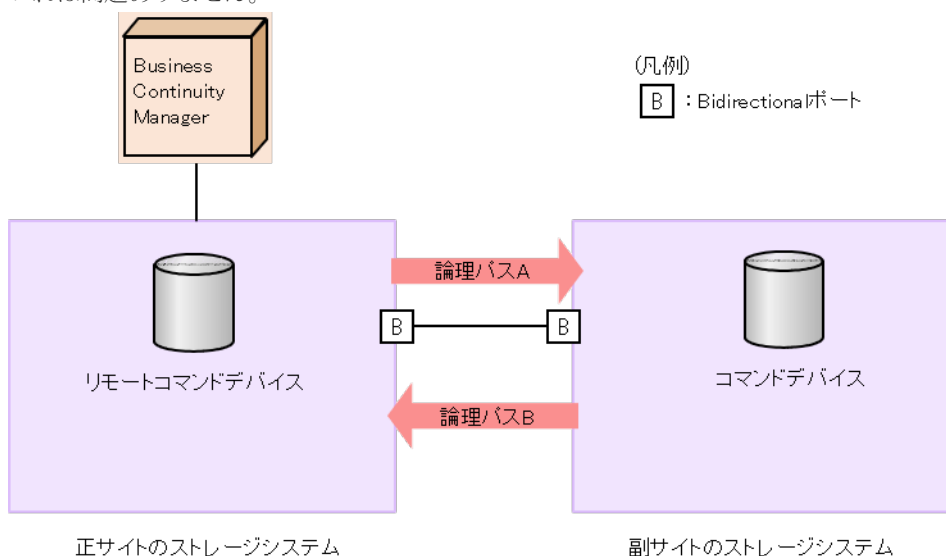 Business
Continuity
Manager
(凡例)
B：Bidirectionalポート
論理パスA
B
B
リモートコマンドデバイス
コマンドデバイス
論理パスB
正サイトのストレージシステム
副サイトのストレージシステム